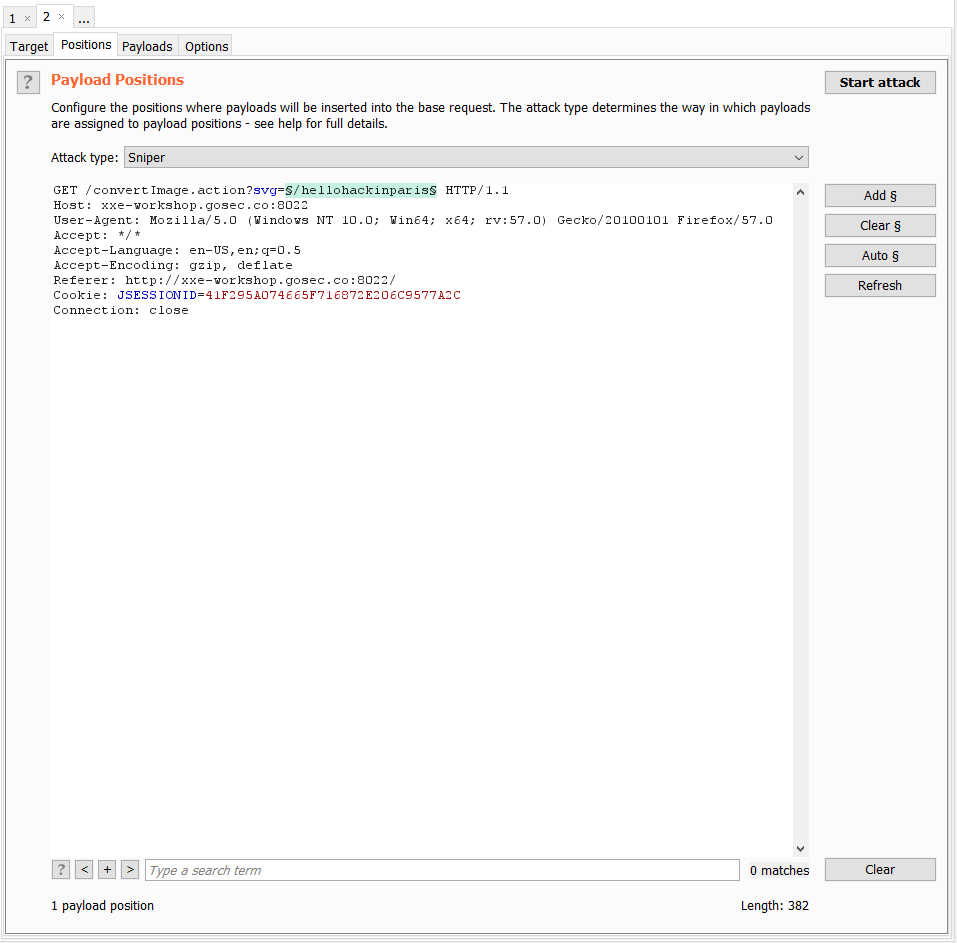 1 × 2 × ...
Target Positions Payloads Options
? Payload Positions Start attack
Configure the positions where payloads will be inserted into the base request. The attack type determines the way in which payloads
are assigned to payload positions - see help for full details.
Attack type: Sniper
GET /convertImage.action?svg=§/hellohackinparis§ HTTP/1.1
Host: xxe-workshop.gosec.co:8022
User-Agent: Mozilla/5.0 (Windows NT 10.0; Win64; x64; rv:57.0) Gecko/20100101 Firefox/57.0
Accept: */*
Accept-Language: en-US,en;q=0.5
Accept-Encoding: gzip, deflate
Referer: http://xxe-workshop.gosec.co:8022/
Cookie: JSESSIONID=41F295A074665F716872E206C9577A2C
Connection: close
Add §
Clear §
Auto §
Refresh
? < + > Type a search term 0 matches Clear
1 payload position Length: 382